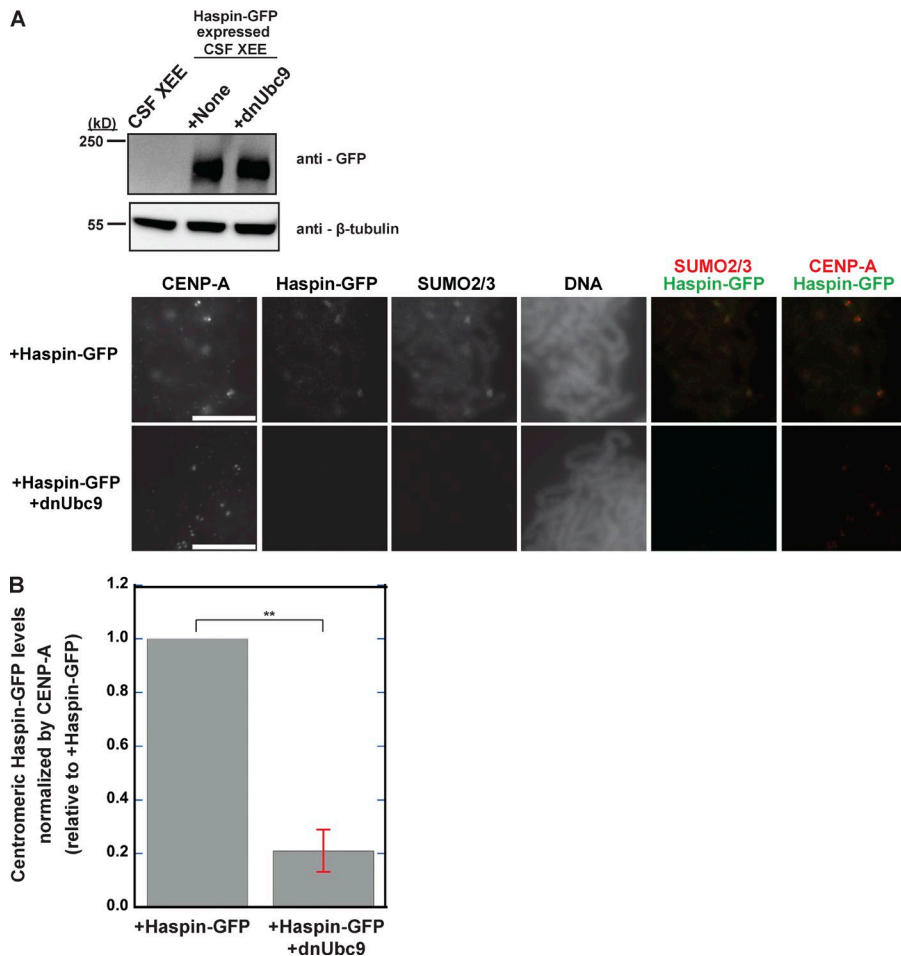 A
Haspin-GFP
expressed
CSF XEE
CSF XEE
+None
+dnUbc9
(kD)
250
anti - GFP
55
anti - β-tubulin
SUMO2/3
CENP-A
CENP-A
Haspin-GFP
SUMO2/3
DNA
Haspin-GFP
Haspin-GFP
+Haspin-GFP
+Haspin-GFP
+dnUbc9
B
Centromeric Haspin-GFP levels
normalized by CENP-A
(relative to +Haspin-GFP)
1.2
**
1.0
0.8
0.6
0.4
0.2
0.0
+Haspin-GFP
+Haspin-GFP
+dnUbc9